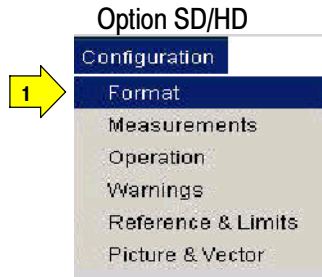 Option SD/HD
Configuration
1
Format
Measurements
Operation
Warnings
Reference & Limits
Picture & Vector